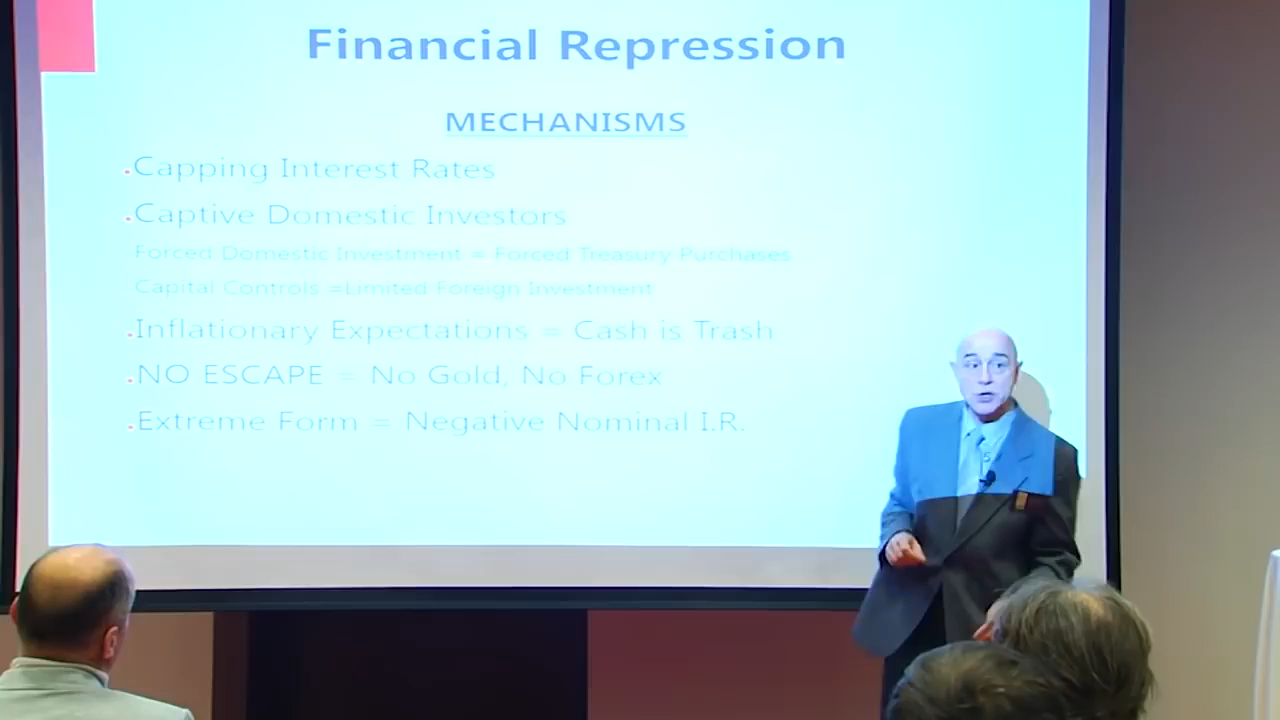 Financial Repression
MECHANISMS
.Capping Interest Rates
.Captive Domestic Investors
Forced Domestic Investment = Forced Treasury Purchases
Capital Controls =Limited Foreign Investment
.Inflationary Expectations = Cash is Trash
.NO ESCAPE = No Gold, No Forex
.Extreme Form = Negative Nominal I.R.